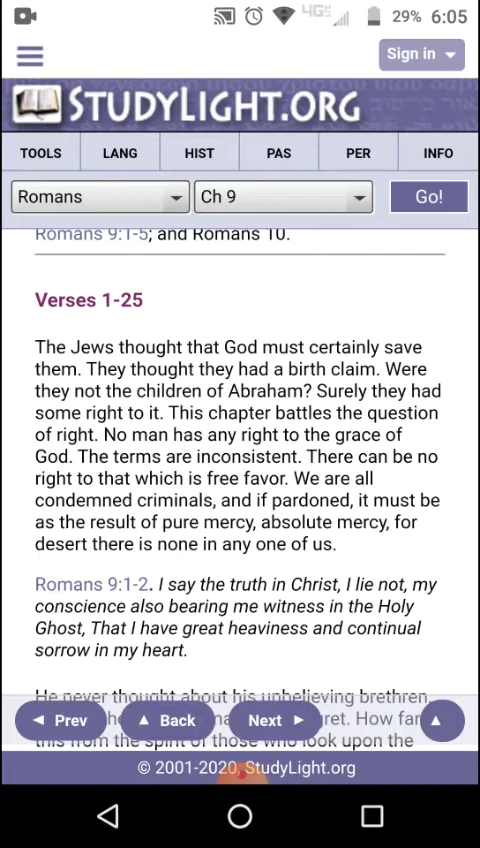 4G 29% 6:05
Sign in
STUDYLIGHT.ORG
TOOLS LANG HIST PAS PER INFO
Romans Ch 9 Go!
Romans 9:1-5; and Romans 10.
Verses 1-25
The Jews thought that God must certainly save
them. They thought they had a birth claim. Were
they not the children of Abraham? Surely they had
some right to it. This chapter battles the question
of right. No man has any right to the grace of
God. The terms are inconsistent. There can be no
right to that which is free favor. We are all
condemned criminals, and if pardoned, it must be
as the result of pure mercy, absolute mercy, for
desert there is none in any one of us.
Romans 9:1-2. I say the truth in Christ, I lie not, my
conscience also bearing me witness in the Holy
Ghost, That I have great heaviness and continual
sorrow in my heart.
He never thought about his unbelieving brethren,
gret. How far
this from the spirit of those who look upon the
Prev Back Next
© 2001-2020, StudyLight.org